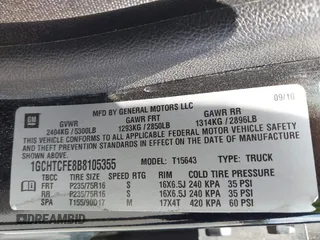 GM
MFD BY GENERAL MOTORS LLC
09/10
GVWR GAWR FRT GAWR RR
2404KG/5300LB 1293KG/2850LB 1314KG/2896LB
THIS VEHICLE CONFORMS TO ALL APPLICABLE FEDERAL MOTOR
VEHICLE SAFETY STANDARDS IN EFFECT ON THE DATE OF
MANUFACTURE SHOWN ABOVE.
1GCHTCFE8B8105355 MODEL: T15643 TYPE: TRUCK
TBCC TIRE SIZE SPEED RTG RIM COLD TIRE PRESSURE
FRT P235/75R16 S 16X6.5J 240 KPA 35 PSI
RR P235/75R16 S 16X6.5J 240 KPA 35 PSI
SPA T155/90D17 M 17X4T 420 KPA 60 PSI
DREAMBID